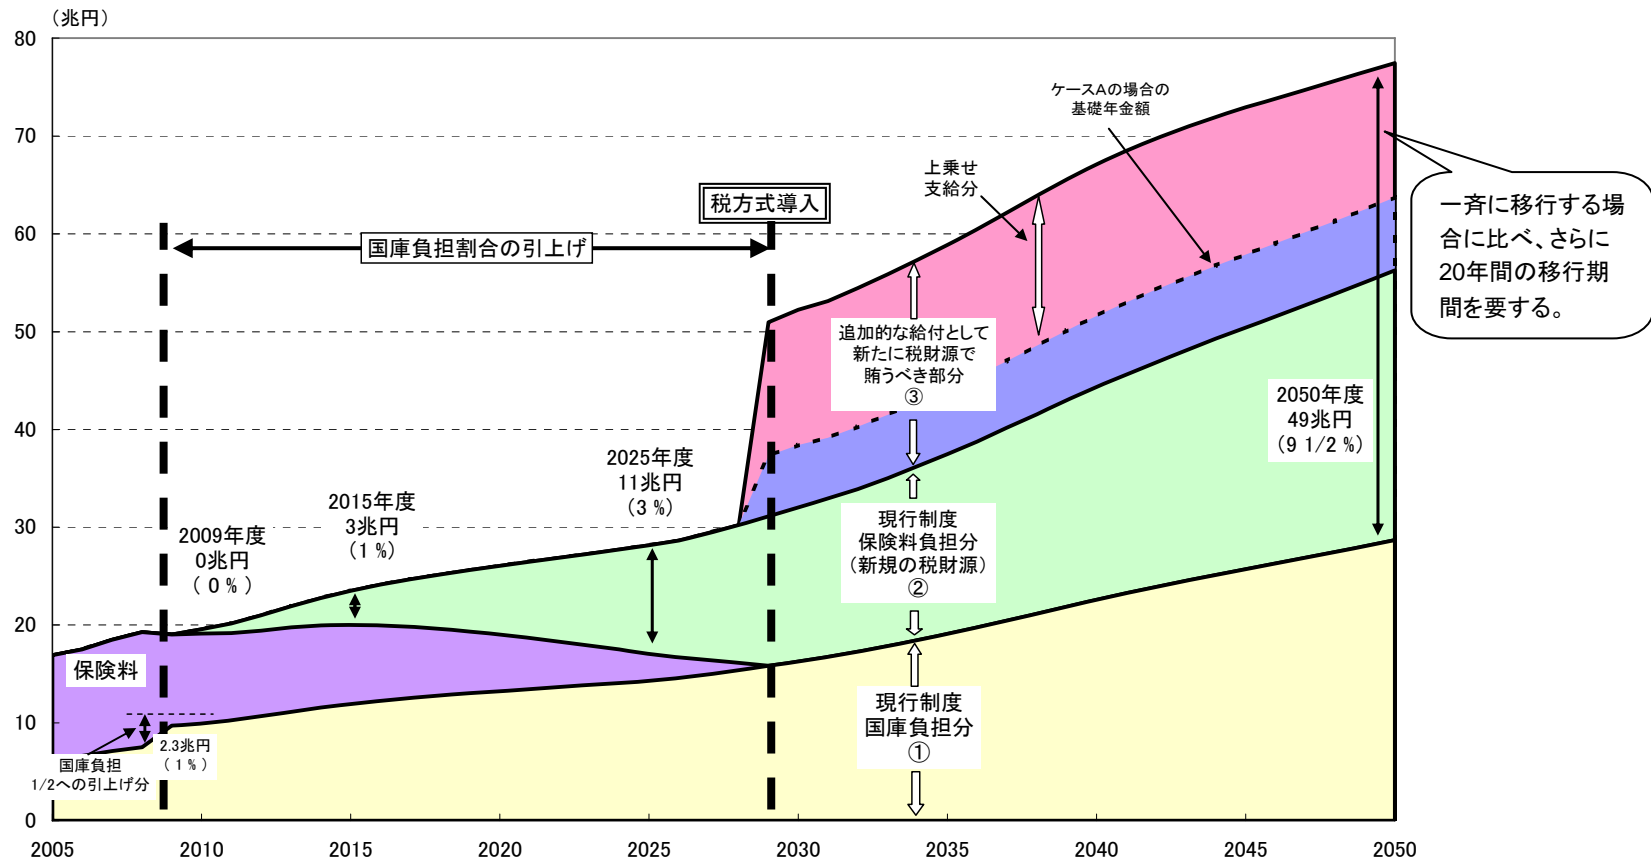 （兆円）
80
70
60
50
40
30
20
10
0
2005
2010
2015
2020
2025
2030
2035
2040
2045
2050
税方式導入
国庫負担割合の引上げ
ケースAの場合の
基礎年金額
上乗せ
支給分
一斉に移行する場
合に比べ、さらに
20年間の移行期
間を要する。
追加的な給付として
新たに税財源で
賄うべき部分
③
2050年度
49兆円
（9 1/2％）
2025年度
11兆円
（3％）
2015年度
3兆円
（1％）
2009年度
0兆円
（0％）
現行制度
保険料負担分
（新規の税財源）
②
保険料
現行制度
国庫負担分
①
2.3兆円
（1％）
国庫負担
1/2への引上げ分